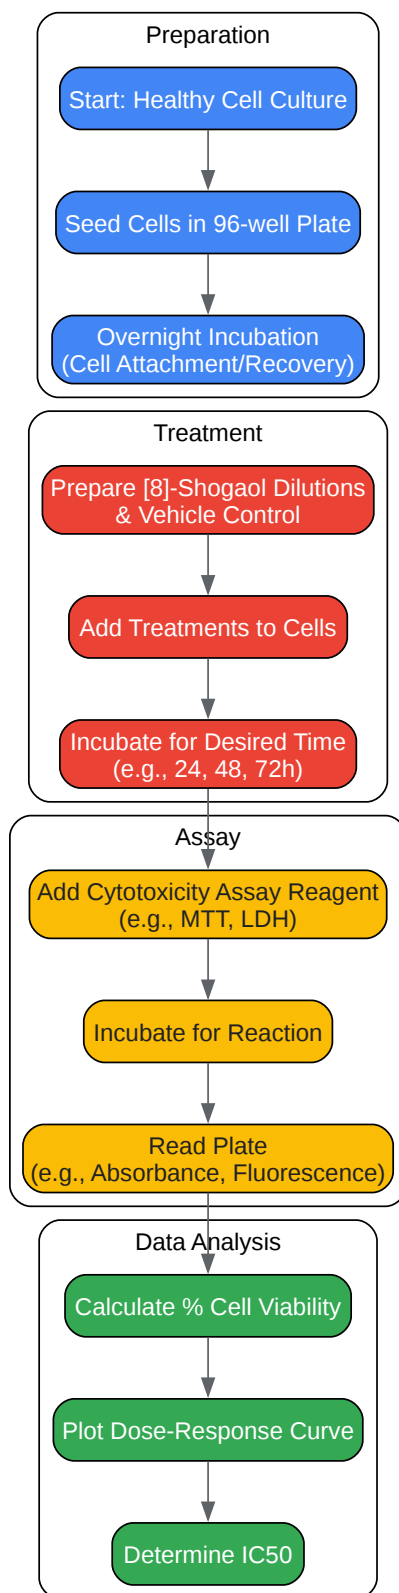 Preparation
Start: Healthy Cell Culture
Seed Cells in 96-well Plate
Overnight Incubation
(Cell Attachment/Recovery)
Treatment
Prepare [8]-Shogaol Dilutions
& Vehicle Control
Add Treatments to Cells
Incubate for Desired Time
(e.g., 24, 48, 72h)
Assay
Add Cytotoxicity Assay Reagent
(e.g., MTT, LDH)
Incubate for Reaction
Read Plate
(e.g., Absorbance, Fluorescence)
Data Analysis
Calculate % Cell Viability
Plot Dose-Response Curve
Determine IC50